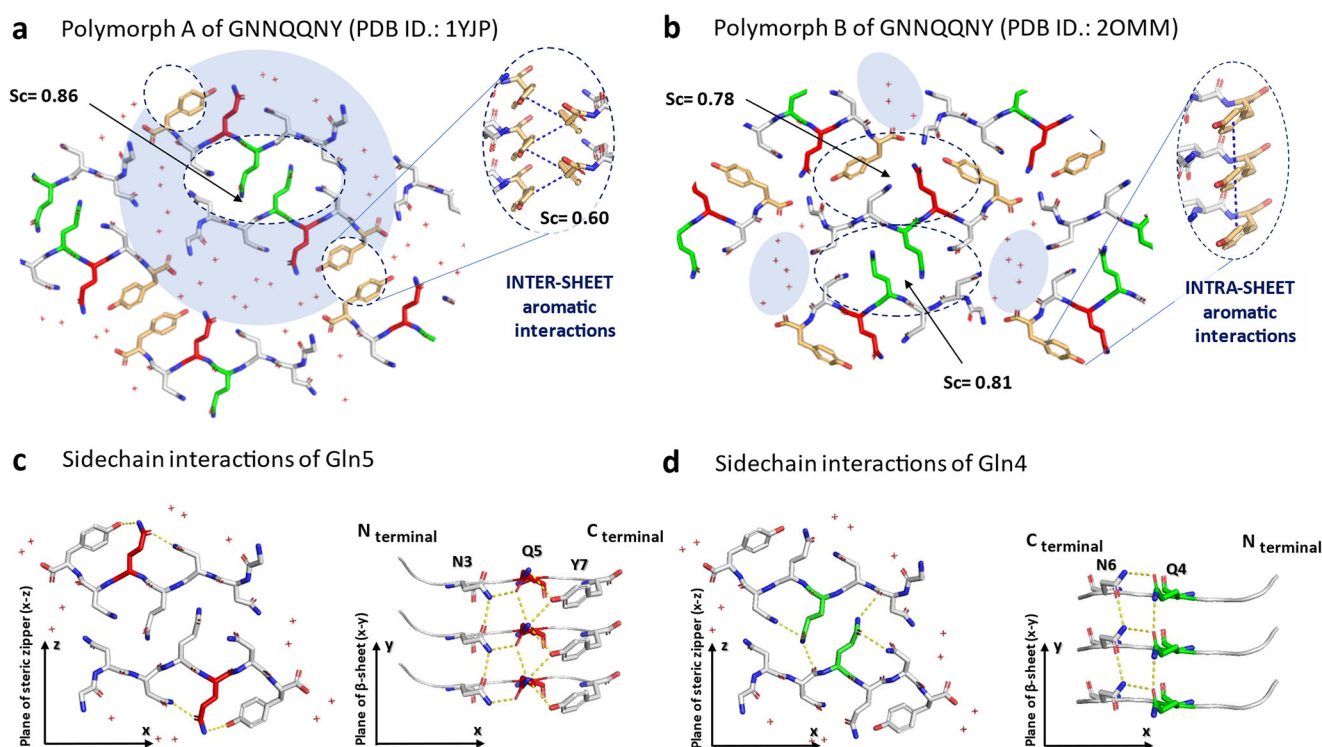 a Polymorph A of GNNQQNY (PDB ID.: 1YJP)
Sc= 0.86
Sc= 0.60
INTER-SHEET
aromatic
interactions
b Polymorph B of GNNQQNY (PDB ID.: 2OMM)
Sc= 0.78
INTRA-SHEET
aromatic
interactions
Sc= 0.81
c Sidechain interactions of Gln5
Plane of steric zipper (x-z)
z
x
N terminal
C terminal
N3
Q5
Y7
Plane of β-sheet (x-y)
y
x
d Sidechain interactions of Gln4
Plane of steric zipper (x-z)
z
x
C terminal
N terminal
N6
Q4
Plane of β-sheet (x-y)
y
x